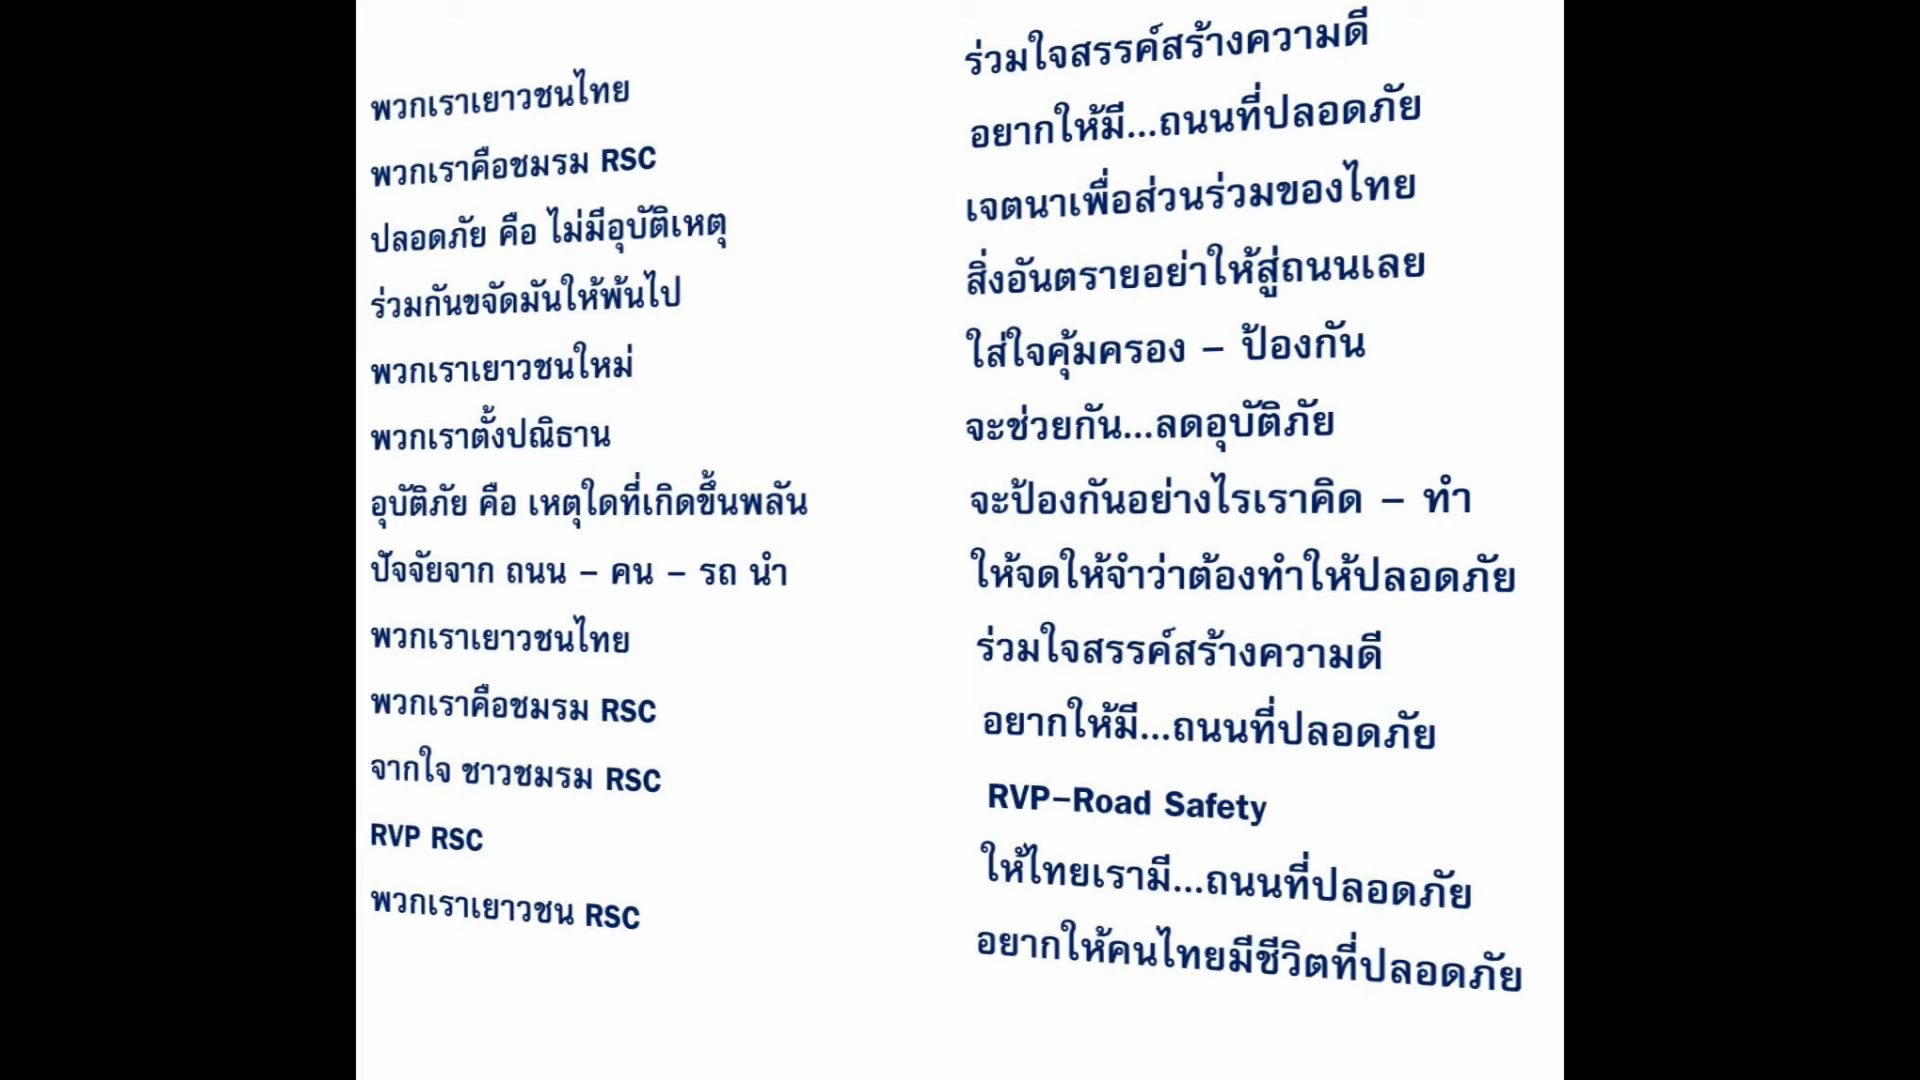 พวกเราเยาวชนไทย
พวกเราคือชมรม RSC
ปลอดภัย คือ ไม่มีอุบัติเหตุ
ร่วมกันขจัดมันให้พ้นไป
พวกเราเยาวชนใหม่
พวกเราตั้งปณิธาน
อุบัติภัย คือ เหตุใดที่เกิดขึ้นพลัน
ปัจจัยจาก ถนน – คน – รถ นำ
พวกเราเยาวชนไทย
พวกเราคือชมรม RSC
จากใจ ชาวชมรม RSC
RVP RSC
พวกเราเยาวชน RSC
ร่วมใจสรรค์สร้างความดี
อยากให้มี...ถนนที่ปลอดภัย
เจตนาเพื่อส่วนร่วมของไทย
สิ่งอันตรายอย่าให้สู่ถนนเลย
ใส่ใจคุ้มครอง – ป้องกัน
จะช่วยกัน...ลดอุบัติภัย
จะป้องกันอย่างไรเราคิด – ทำ
ให้จดให้จำว่าต้องทำให้ปลอดภัย
ร่วมใจสรรค์สร้างความดี
อยากให้มี...ถนนที่ปลอดภัย
RVP–Road Safety
ให้ไทยเรามี...ถนนที่ปลอดภัย
อยากให้คนไทยมีชีวิตที่ปลอดภัย